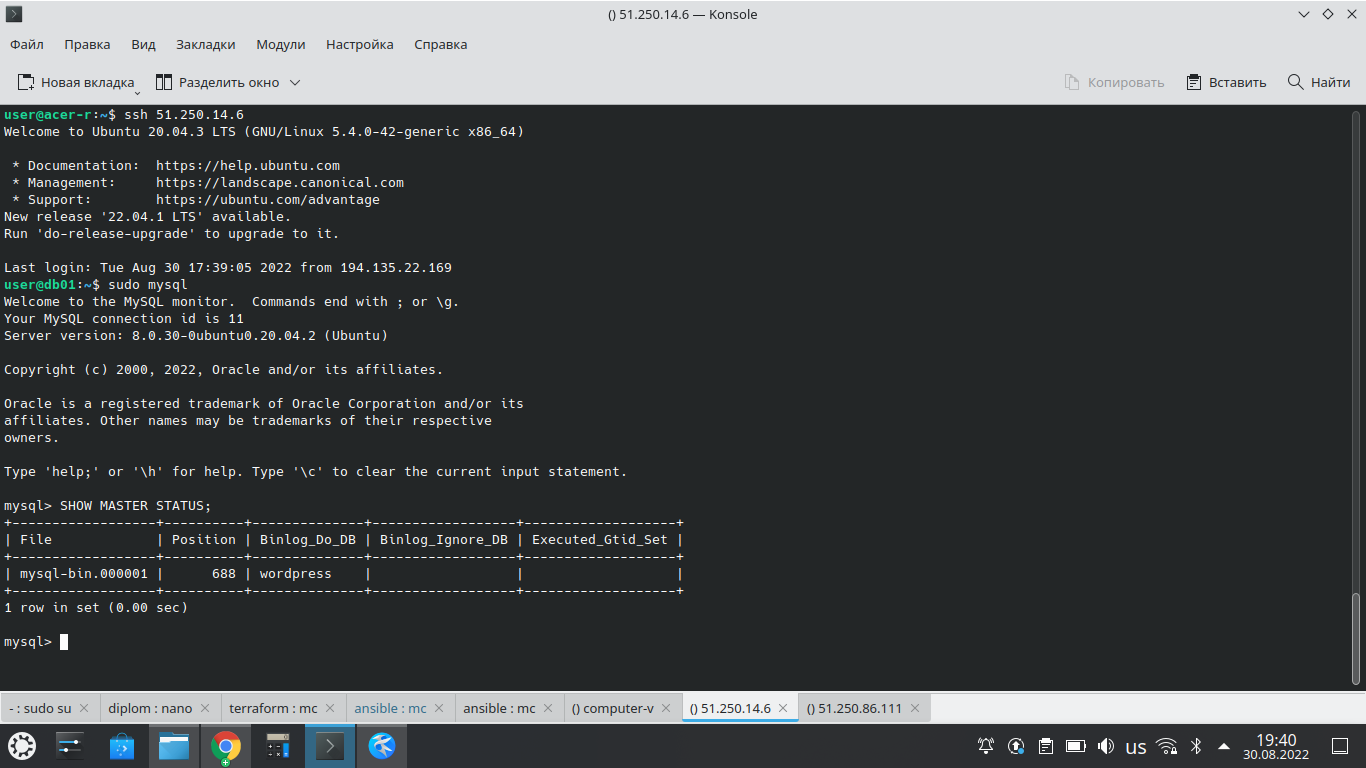 () 51.250.14.6 — Konsole
Файл Правка Вид Закладки Модули Настройка Справка
Новая вкладка Разделить окно Копировать Вставить Найти
user@acer-r:~$ ssh 51.250.14.6
Welcome to Ubuntu 20.04.3 LTS (GNU/Linux 5.4.0-42-generic x86_64)
* Documentation:  https://help.ubuntu.com
* Management:     https://landscape.canonical.com
* Support:        https://ubuntu.com/advantage
New release '22.04.1 LTS' available.
Run 'do-release-upgrade' to upgrade to it.
Last login: Tue Aug 30 17:39:05 2022 from 194.135.22.169
user@db01:~$ sudo mysql
Welcome to the MySQL monitor.  Commands end with ; or \g.
Your MySQL connection id is 11
Server version: 8.0.30-0ubuntu0.20.04.2 (Ubuntu)
Copyright (c) 2000, 2022, Oracle and/or its affiliates.
Oracle is a registered trademark of Oracle Corporation and/or its
affiliates. Other names may be trademarks of their respective
owners.
Type 'help;' or '\h' for help. Type '\c' to clear the current input statement.
mysql> SHOW MASTER STATUS;
+------------------+----------+--------------+------------------+-------------------+
| File             | Position | Binlog_Do_DB | Binlog_Ignore_DB | Executed_Gtid_Set |
+------------------+----------+--------------+------------------+-------------------+
| mysql-bin.000001 |      688 | wordpress    |                  |                   |
+------------------+----------+--------------+------------------+-------------------+
1 row in set (0.00 sec)
mysql>
- : sudo su diplom : nano terraform : mc ansible : mc ansible : mc () computer-v () 51.250.14.6 () 51.250.86.111
us 19:40
30.08.2022